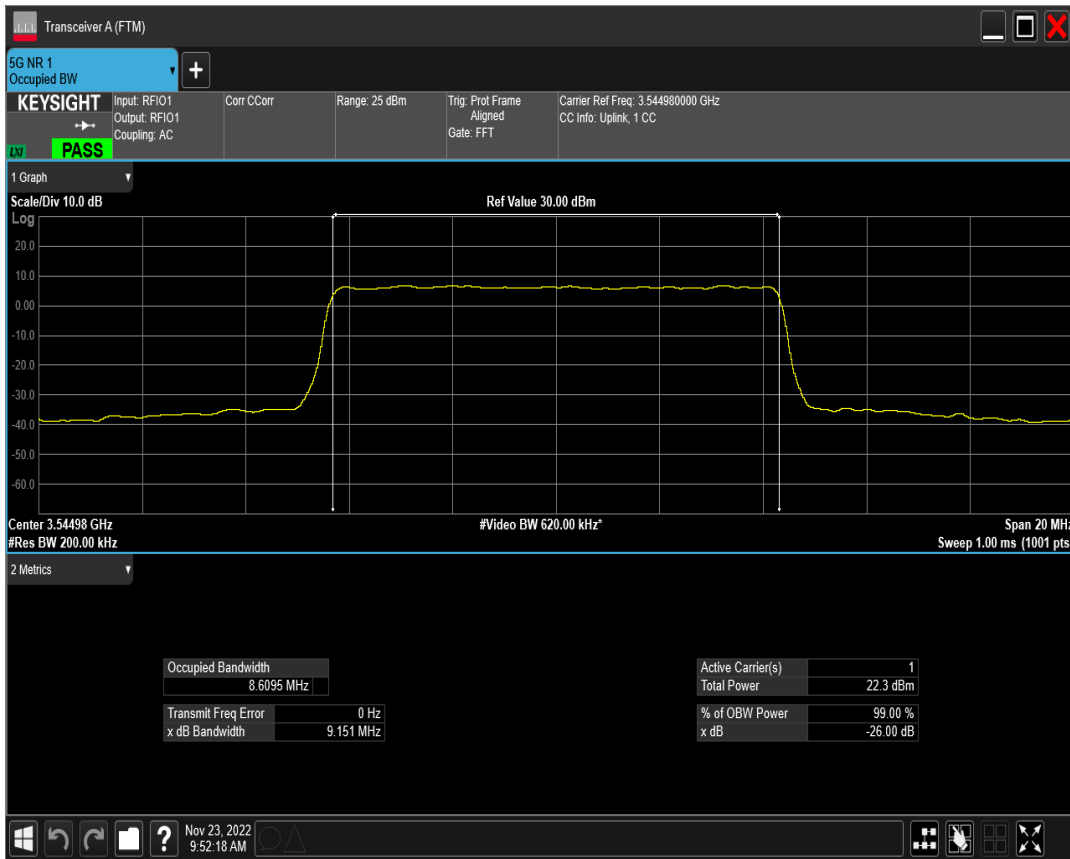 Transceiver A (FTM)
5G NR 1
Occupied BW
+
KEYSIGHT
LXI
PASS
Input: RFIO1
Output: RFIO1
Coupling: AC
Corr CCorr
Range: 25 dBm
Trig: Prot Frame
Aligned
Gate: FFT
Carrier Ref Freq: 3.544980000 GHz
CC Info: Uplink, 1 CC
1 Graph
Scale/Div 10.0 dB
Ref Value 30.00 dBm
Log
20.0
10.0
0.00
-10.0
-20.0
-30.0
-40.0
-50.0
-60.0
Center 3.54498 GHz
#Video BW 620.00 kHz*
Span 20 MHz
#Res BW 200.00 kHz
Sweep 1.00 ms (1001 pts
2 Metrics
Occupied Bandwidth
8.6095 MHz
Transmit Freq Error 0 Hz
x dB Bandwidth 9.151 MHz
Active Carrier(s) 1
Total Power 22.3 dBm
% of OBW Power 99.00 %
x dB -26.00 dB
?
Nov 23, 2022
9:52:18 AM